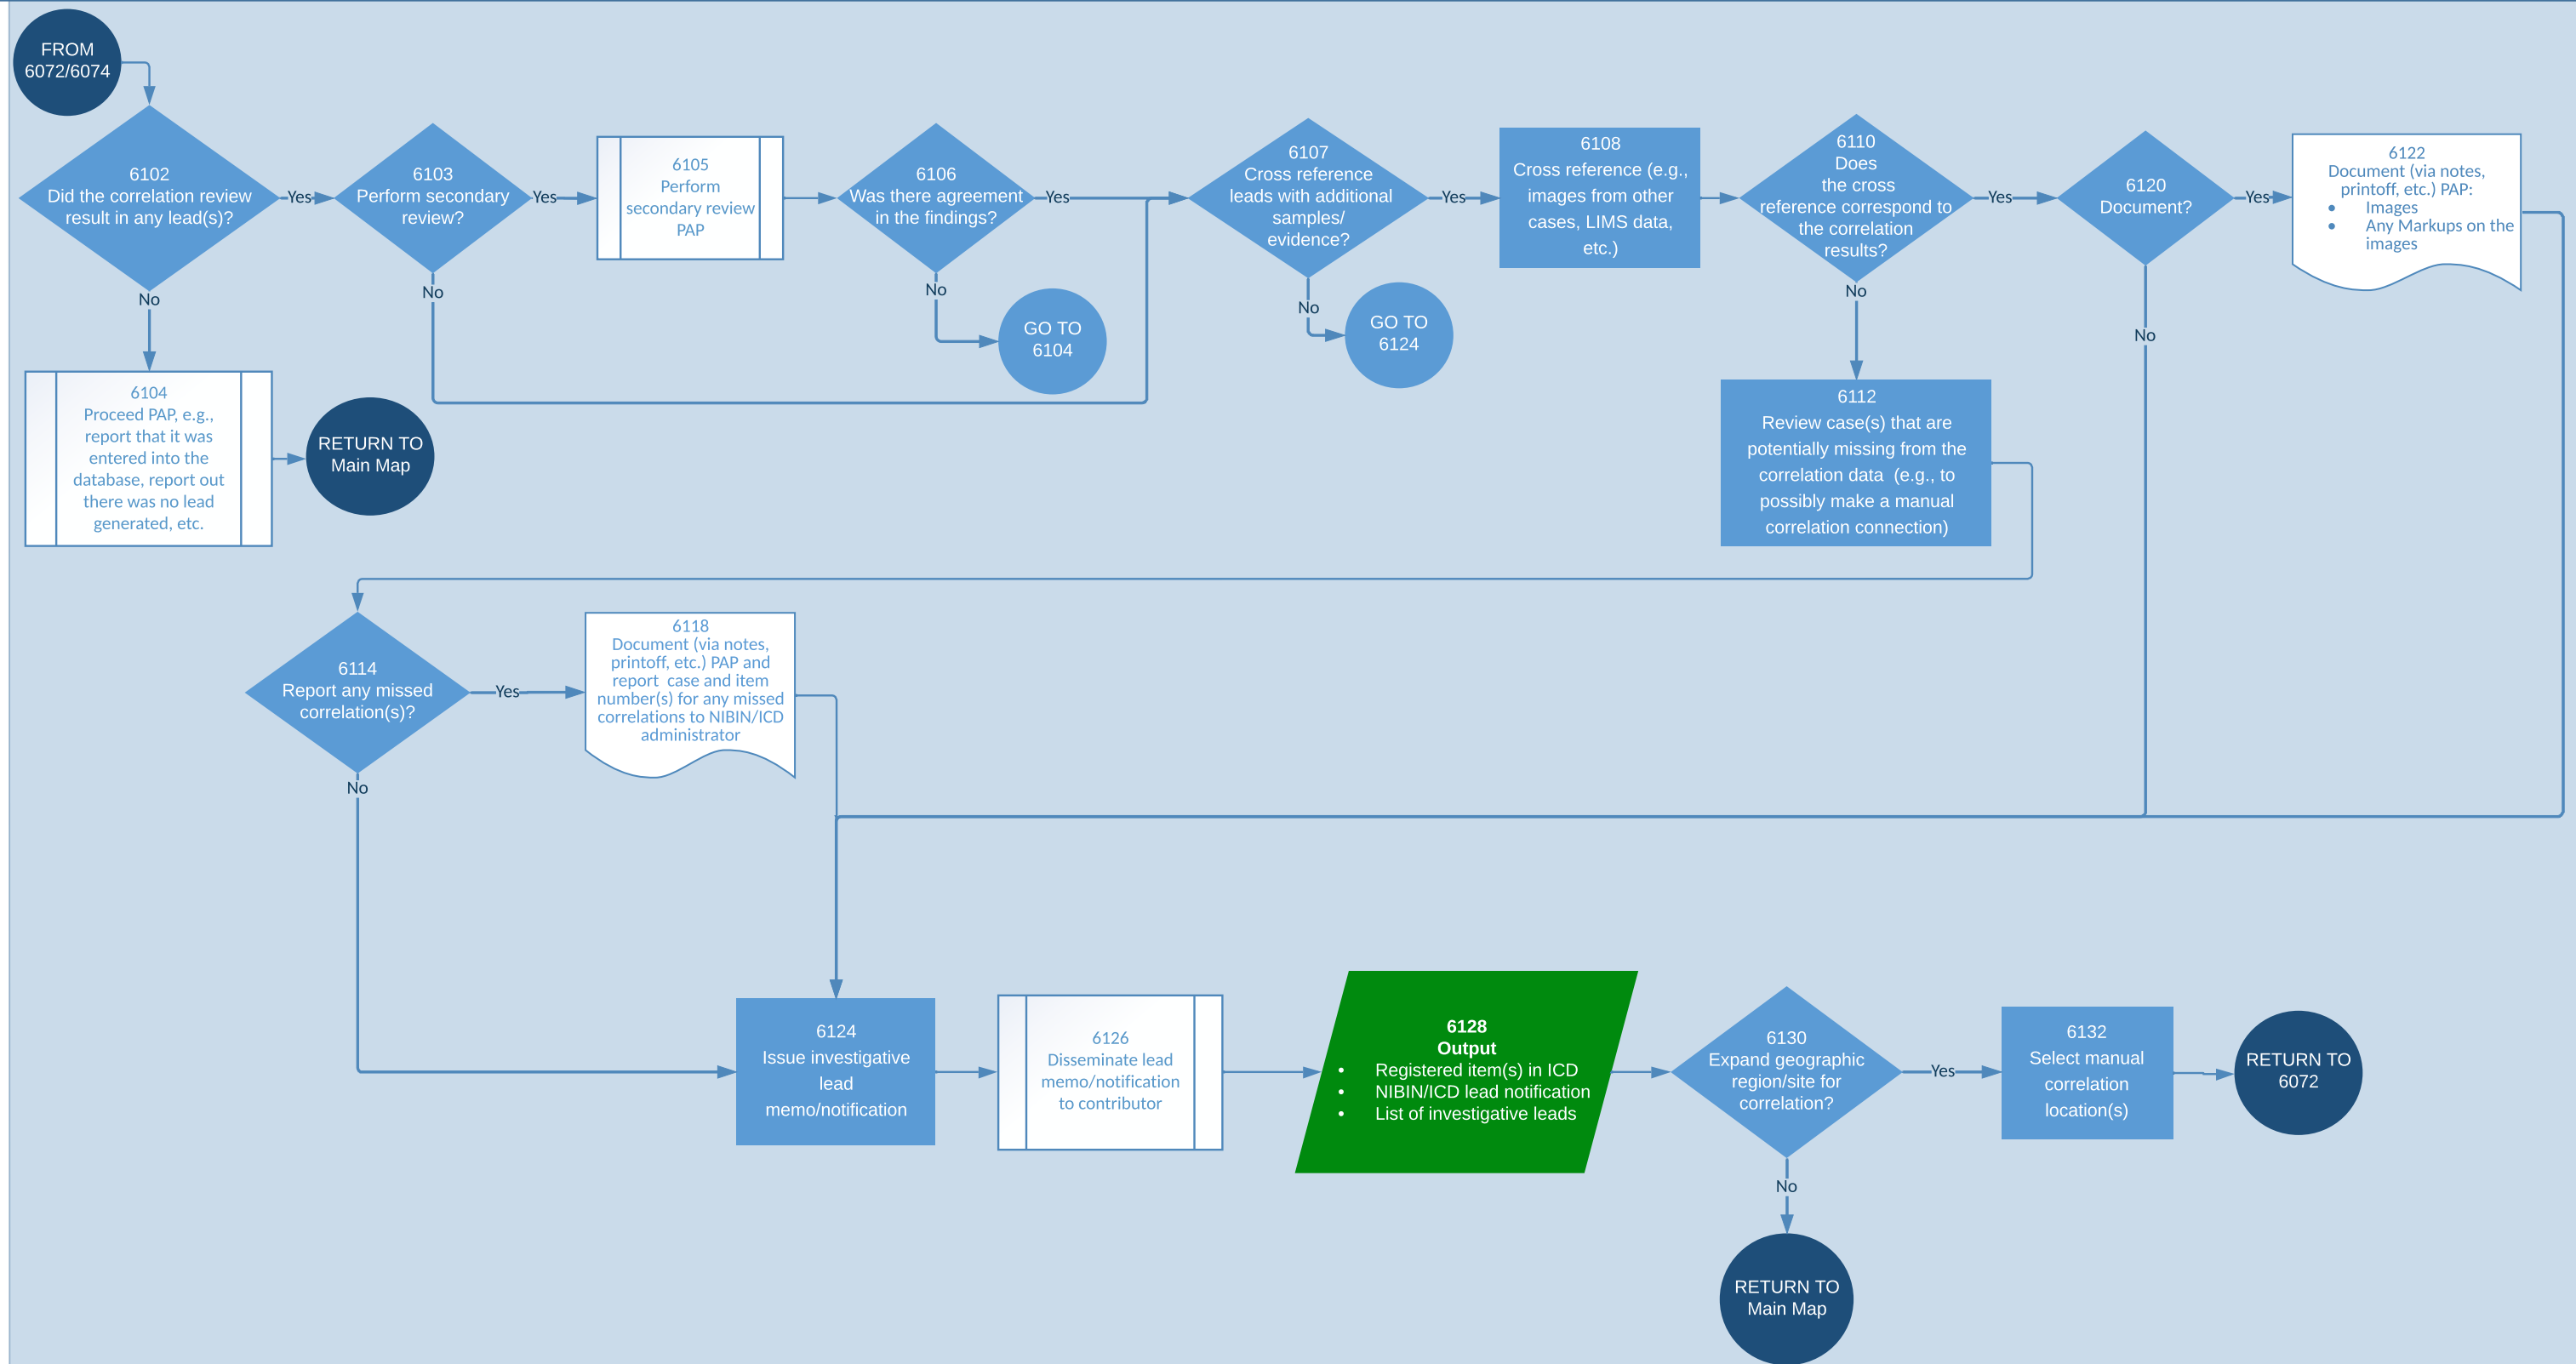 FROM
6072/6074
6102
Did the correlation review
result in any lead(s)?
Yes
No
6103
Perform secondary
review?
Yes
No
6105
Perform
secondary review
PAP
6106
Was there agreement
in the findings?
Yes
No
GO TO
6104
6107
Cross reference
leads with additional
samples/
evidence?
Yes
No
GO TO
6124
6108
Cross reference (e.g.,
images from other
cases, LIMS data,
etc.)
6110
Does
the cross
reference correspond to
the correlation
results?
Yes
No
6120
Document?
Yes
No
6122
Document (via notes,
printoff, etc.) PAP:
• Images
• Any Markups on the
images
6104
Proceed PAP, e.g.,
report that it was
entered into the
database, report out
there was no lead
generated, etc.
RETURN TO
Main Map
6112
Review case(s) that are
potentially missing from the
correlation data (e.g., to
possibly make a manual
correlation connection)
6114
Report any missed
correlation(s)?
Yes
No
6118
Document (via notes,
printoff, etc.) PAP and
report case and item
number(s) for any missed
correlations to NIBIN/ICD
administrator
6124
Issue investigative
lead
memo/notification
6126
Disseminate lead
memo/notification
to contributor
6128
Output
• Registered item(s) in ICD
• NIBIN/ICD lead notification
• List of investigative leads
6130
Expand geographic
region/site for
correlation?
Yes
No
6132
Select manual
correlation
location(s)
RETURN TO
6072
RETURN TO
Main Map